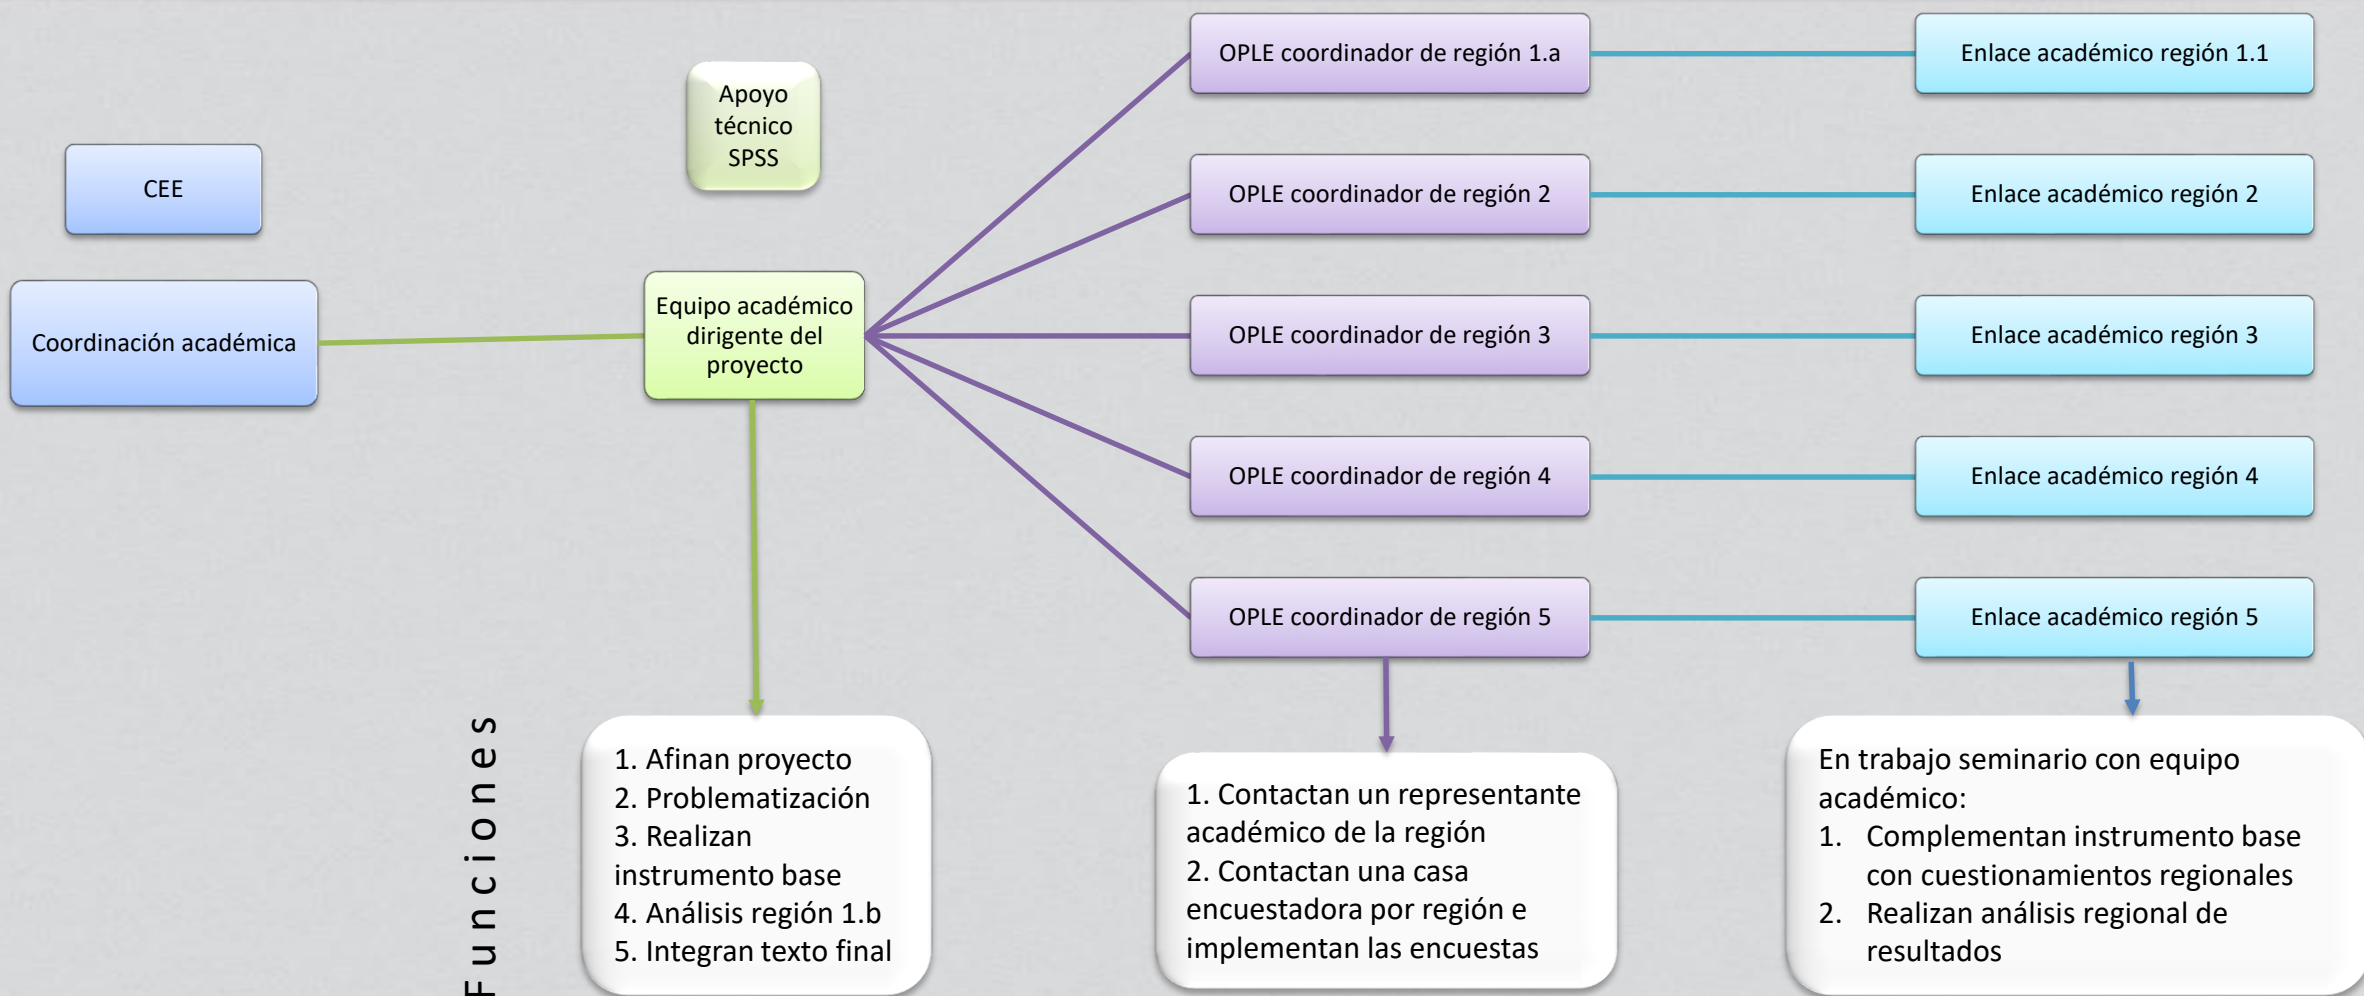 CEE
Coordinación académica
Apoyo
técnico
SPSS
Equipo académico
dirigente del
proyecto
OPLE coordinador de región 1.a
Enlace académico región 1.1
OPLE coordinador de región 2
Enlace académico región 2
OPLE coordinador de región 3
Enlace académico región 3
OPLE coordinador de región 4
Enlace académico región 4
OPLE coordinador de región 5
Enlace académico región 5
Funciones
1. Afinan proyecto
2. Problematización
3. Realizan
instrumento base
4. Análisis región 1.b
5. Integran texto final
1. Contactan un representante
académico de la región
2. Contactan una casa
encuestadora por región e
implementan las encuestas
En trabajo seminario con equipo
académico:
1. Complementan instrumento base
con cuestionamientos regionales
2. Realizan análisis regional de
resultados